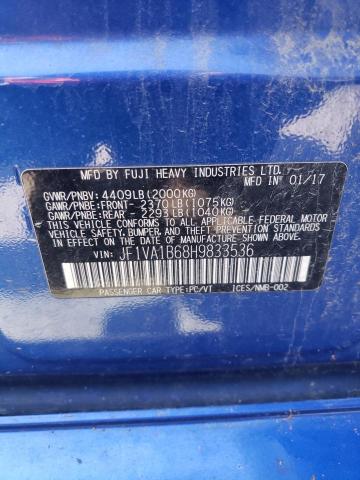 MFD BY FUJI HEAVY INDUSTRIES LTD.
MFD IN 01/17
GVWR/PNBV: 4409LB (2000KG)
GAWR/PNBE: FRONT- 2370LB (1075KG)
GAWR/PNBE: REAR - 2293LB (1040KG)
THIS VEHICLE CONFORMS TO ALL APPLICABLE FEDERAL MOTOR
VEHICLE SAFETY, BUMPER, AND THEFT PREVENTION STANDARDS
IN EFFECT ON THE DATE OF MANUFACTURE SHOWN ABOVE.
VIN: JF1VA1B68H9833536
PASSENGER CAR TYPE:PC/VT ICES/NMB-002